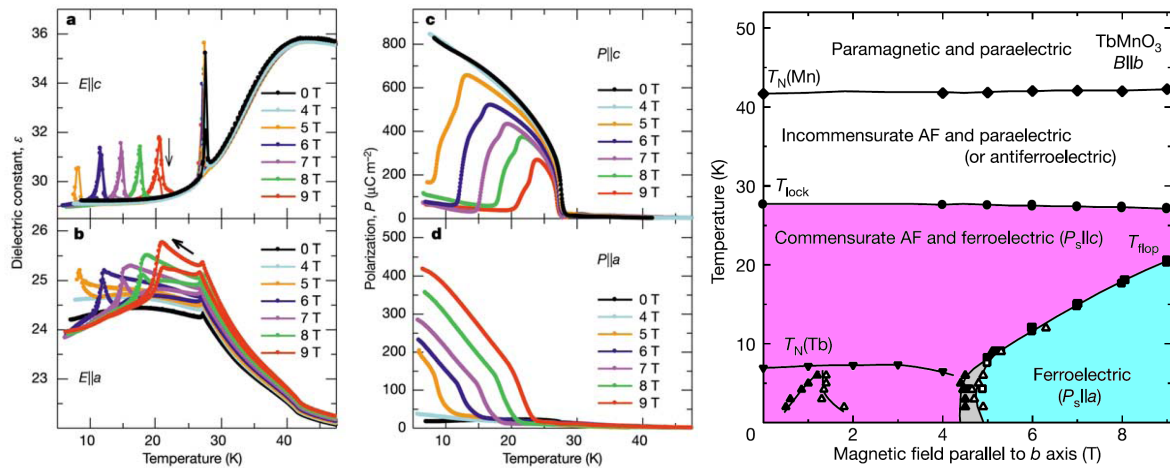 a
E||c
0 T
4 T
5 T
6 T
7 T
8 T
9 T
36
34
32
30
Dielectric constant, ε
b
E||a
0 T
4 T
5 T
6 T
7 T
8 T
9 T
26
25
24
23
10 20 30 40
Temperature (K)
c
P||c
0 T
4 T
5 T
6 T
7 T
8 T
9 T
800
600
400
200
0
Polarization, P (μC m⁻²)
d
P||a
0 T
4 T
5 T
6 T
7 T
8 T
9 T
500
450
400
350
300
250
200
150
100
50
0
10 20 30 40
Temperature (K)
Paramagnetic and paraelectric
TbMnO₃
B||b
T_N(Mn)
Incommensurate AF and paraelectric
(or antiferroelectric)
T_lock
Commensurate AF and ferroelectric (P_s||c)
T_flop
T_N(Tb)
Ferroelectric
(P_s||a)
40
30
20
10
0
Temperature (K)
0 2 4 6 8
Magnetic field parallel to b axis (T)